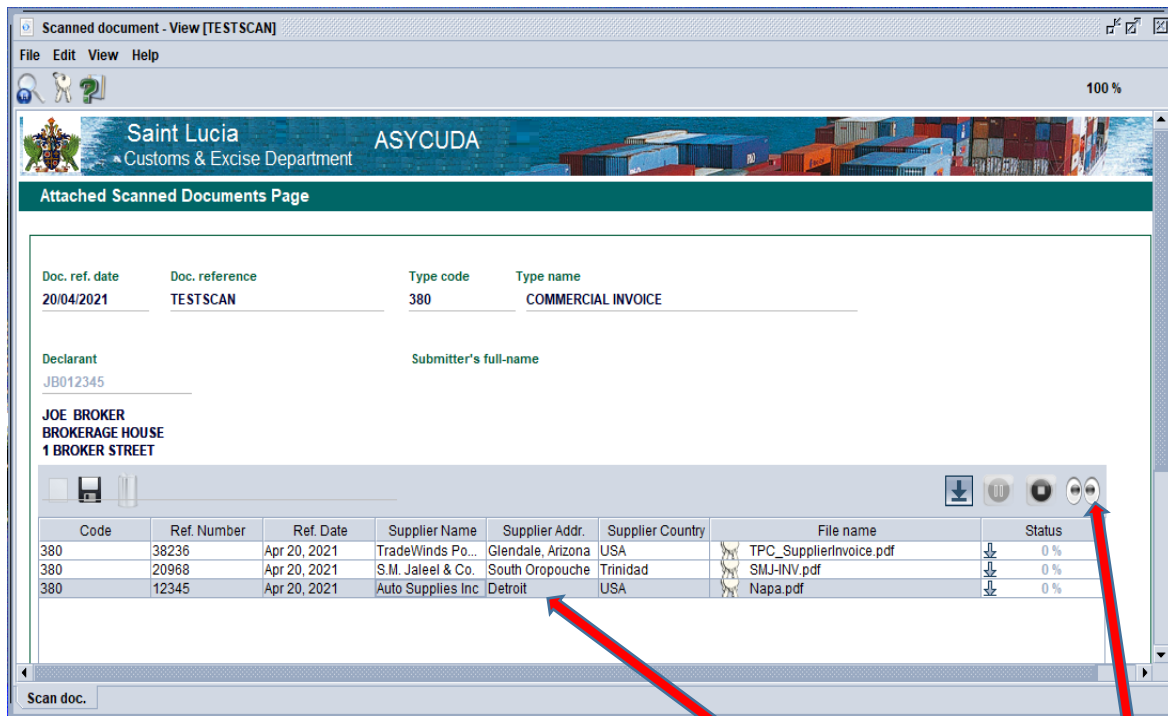 Scanned document - View [TESTSCAN]
File Edit View Help
100 %
Saint Lucia
Customs & Excise Department
ASYCUDA
Attached Scanned Documents Page
Doc. ref. date Doc. reference Type code Type name
20/04/2021 TESTSCAN 380 COMMERCIAL INVOICE
Declarant Submitter's full-name
JB012345
JOE BROKER
BROKERAGE HOUSE
1 BROKER STREET
Code Ref. Number Ref. Date Supplier Name Supplier Addr. Supplier Country File name Status
380 38236 Apr 20, 2021 TradeWinds Po... Glendale, Arizona USA TPC_SupplierInvoice.pdf 0 %
380 20968 Apr 20, 2021 S.M. Jaleel & Co. South Oropouche Trinidad SMJ-INV.pdf 0 %
380 12345 Apr 20, 2021 Auto Supplies Inc Detroit USA Napa.pdf 0 %
Scan doc.